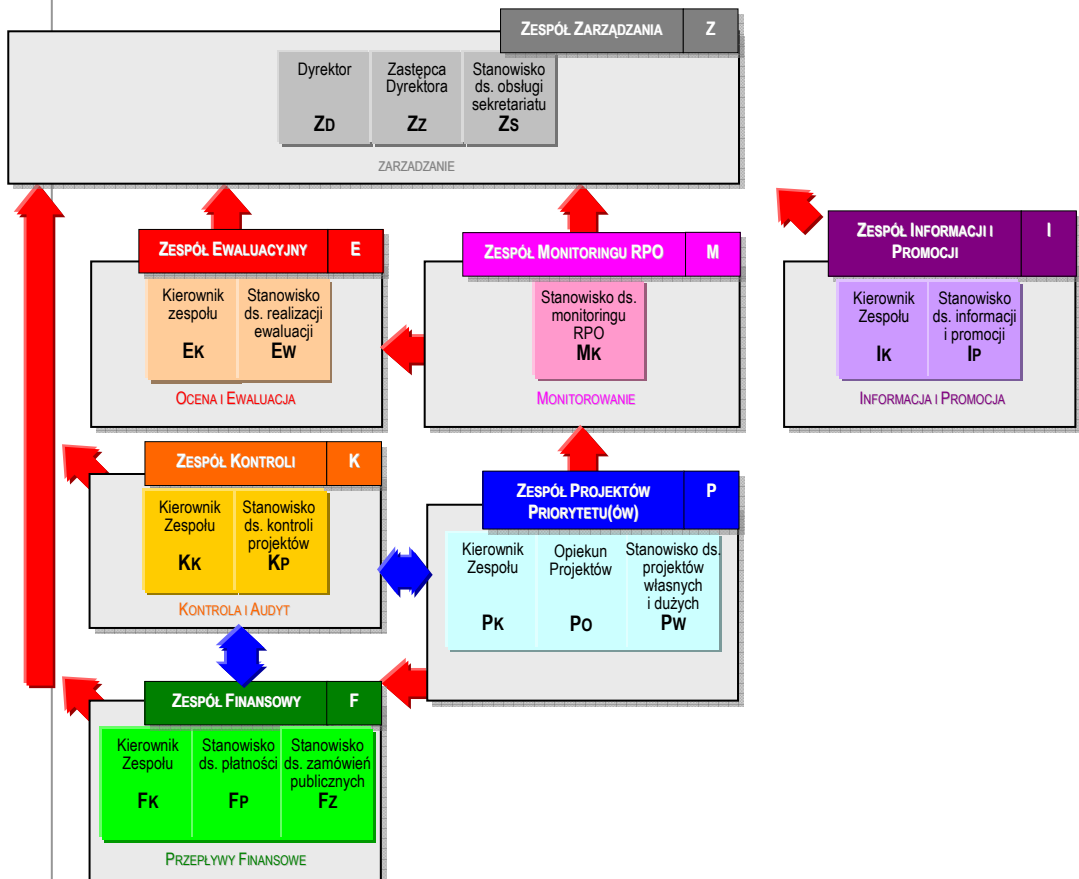 ZESPÓŁ ZARZĄDZANIA Z
Dyrektor
ZD
Zastępca
Dyrektora
ZZ
Stanowisko
ds. obsługi
sekretariatu
ZS
ZARZADZANIE
ZESPÓŁ EWALUACYJNY E
Kierownik
zespołu
EK
Stanowisko
ds. realizacji
ewaluacji
EW
OCENA I EWALUACJA
ZESPÓŁ MONITORINGU RPO M
Stanowisko ds.
monitoringu
RPO
MK
MONITOROWANIE
ZESPÓŁ INFORMACJI I
PROMOCJI
I
Kierownik
Zespołu
IK
Stanowisko
ds. informacji
i promocji
IP
INFORMACJA I PROMOCJA
ZESPÓŁ KONTROLI K
Kierownik
Zespołu
KK
Stanowisko
ds. kontroli
projektów
KP
KONTROLA I AUDYT
ZESPÓŁ PROJEKTÓW
PRIORYTETU(ÓW)
P
Kierownik
Zespołu
PK
Opiekun
Projektów
PO
Stanowisko ds.
projektów
własnych
i dużych
PW
ZESPÓŁ FINANSOWY F
Kierownik
Zespołu
FK
Stanowisko
ds. płatności
FP
Stanowisko
ds. zamówień
publicznych
FZ
PRZEPŁYWY FINANSOWE